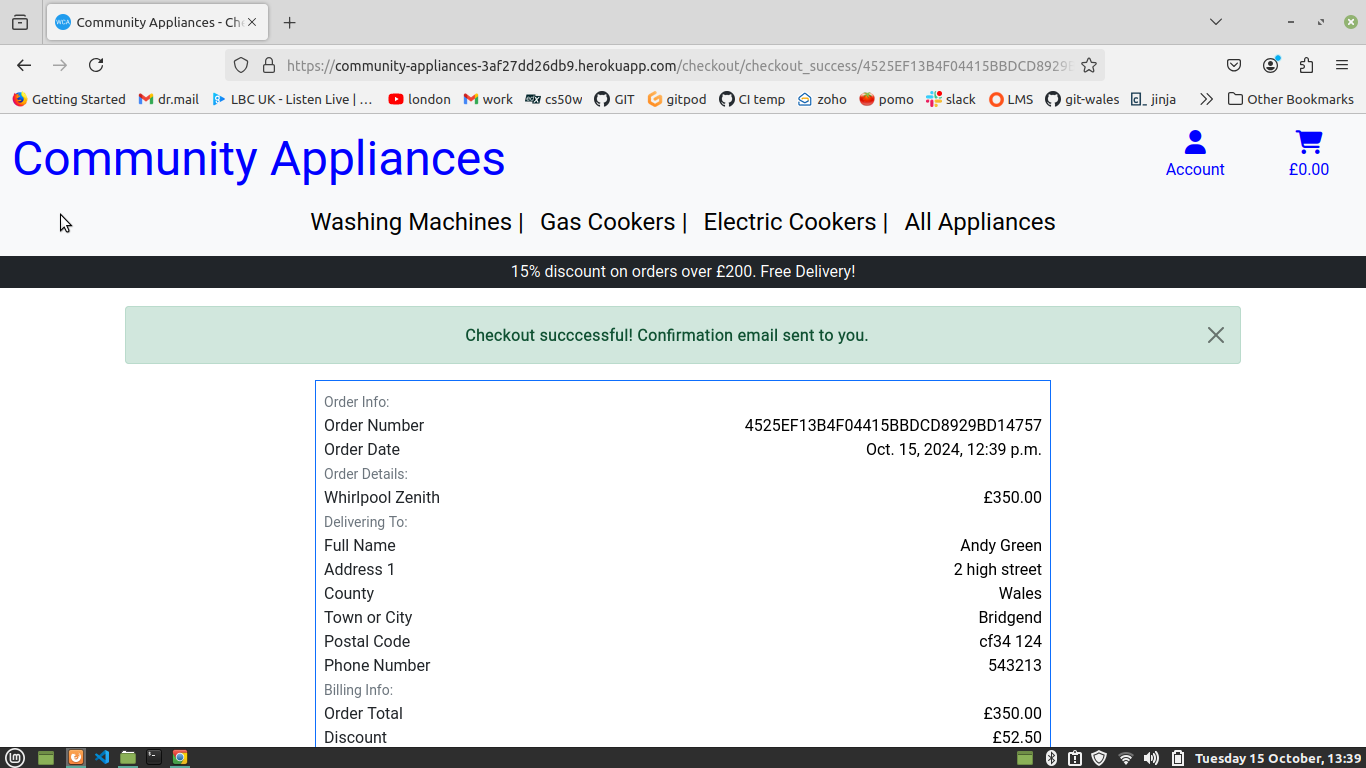 Community Appliances - Che
https://community-appliances-3af27dd26db9.herokuapp.com/checkout/checkout_success/4525EF13B4F04415BBDCD8929B
Getting Started dr.mail LBC UK - Listen Live | … london work cs50w GIT gitpod CI temp zoho pomo slack LMS git-wales jinja Other Bookmarks
Community Appliances
Account £0.00
Washing Machines | Gas Cookers | Electric Cookers | All Appliances
15% discount on orders over £200. Free Delivery!
Checkout succcessful! Confirmation email sent to you.
Order Info:
Order Number 4525EF13B4F04415BBDCD8929BD14757
Order Date Oct. 15, 2024, 12:39 p.m.
Order Details:
Whirlpool Zenith £350.00
Delivering To:
Full Name Andy Green
Address 1 2 high street
County Wales
Town or City Bridgend
Postal Code cf34 124
Phone Number 543213
Billing Info:
Order Total £350.00
Discount £52.50
Tuesday 15 October, 13:39